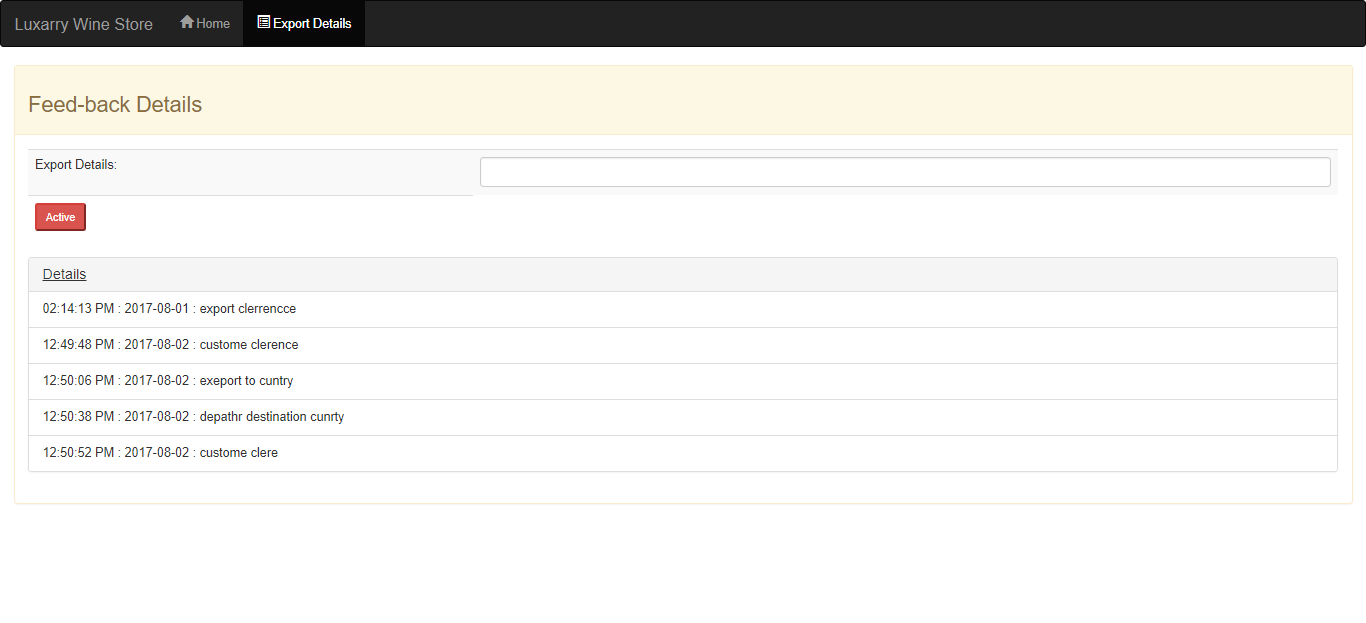 Luxarry Wine Store Home Export Details
Feed-back Details
Export Details:
Active
Details
02:14:13 PM : 2017-08-01 : export clerrencce
12:49:48 PM : 2017-08-02 : custome clerence
12:50:06 PM : 2017-08-02 : exeport to cuntry
12:50:38 PM : 2017-08-02 : depathr destination cunrty
12:50:52 PM : 2017-08-02 : custome clere